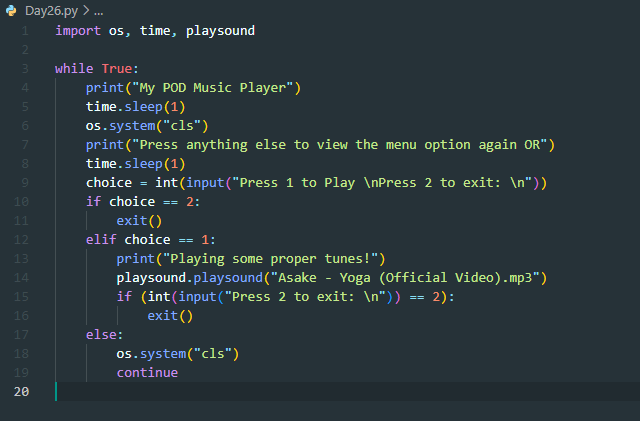 Day26.py > ...
1 import os, time, playsound
2
3 while True:
4     print("My POD Music Player")
5     time.sleep(1)
6     os.system("cls")
7     print("Press anything else to view the menu option again OR")
8     time.sleep(1)
9     choice = int(input("Press 1 to Play \nPress 2 to exit: \n"))
10     if choice == 2:
11         exit()
12     elif choice == 1:
13         print("Playing some proper tunes!")
14         playsound.playsound("Asake - Yoga (Official Video).mp3")
15         if (int(input("Press 2 to exit: \n")) == 2):
16             exit()
17     else:
18         os.system("cls")
19         continue
20